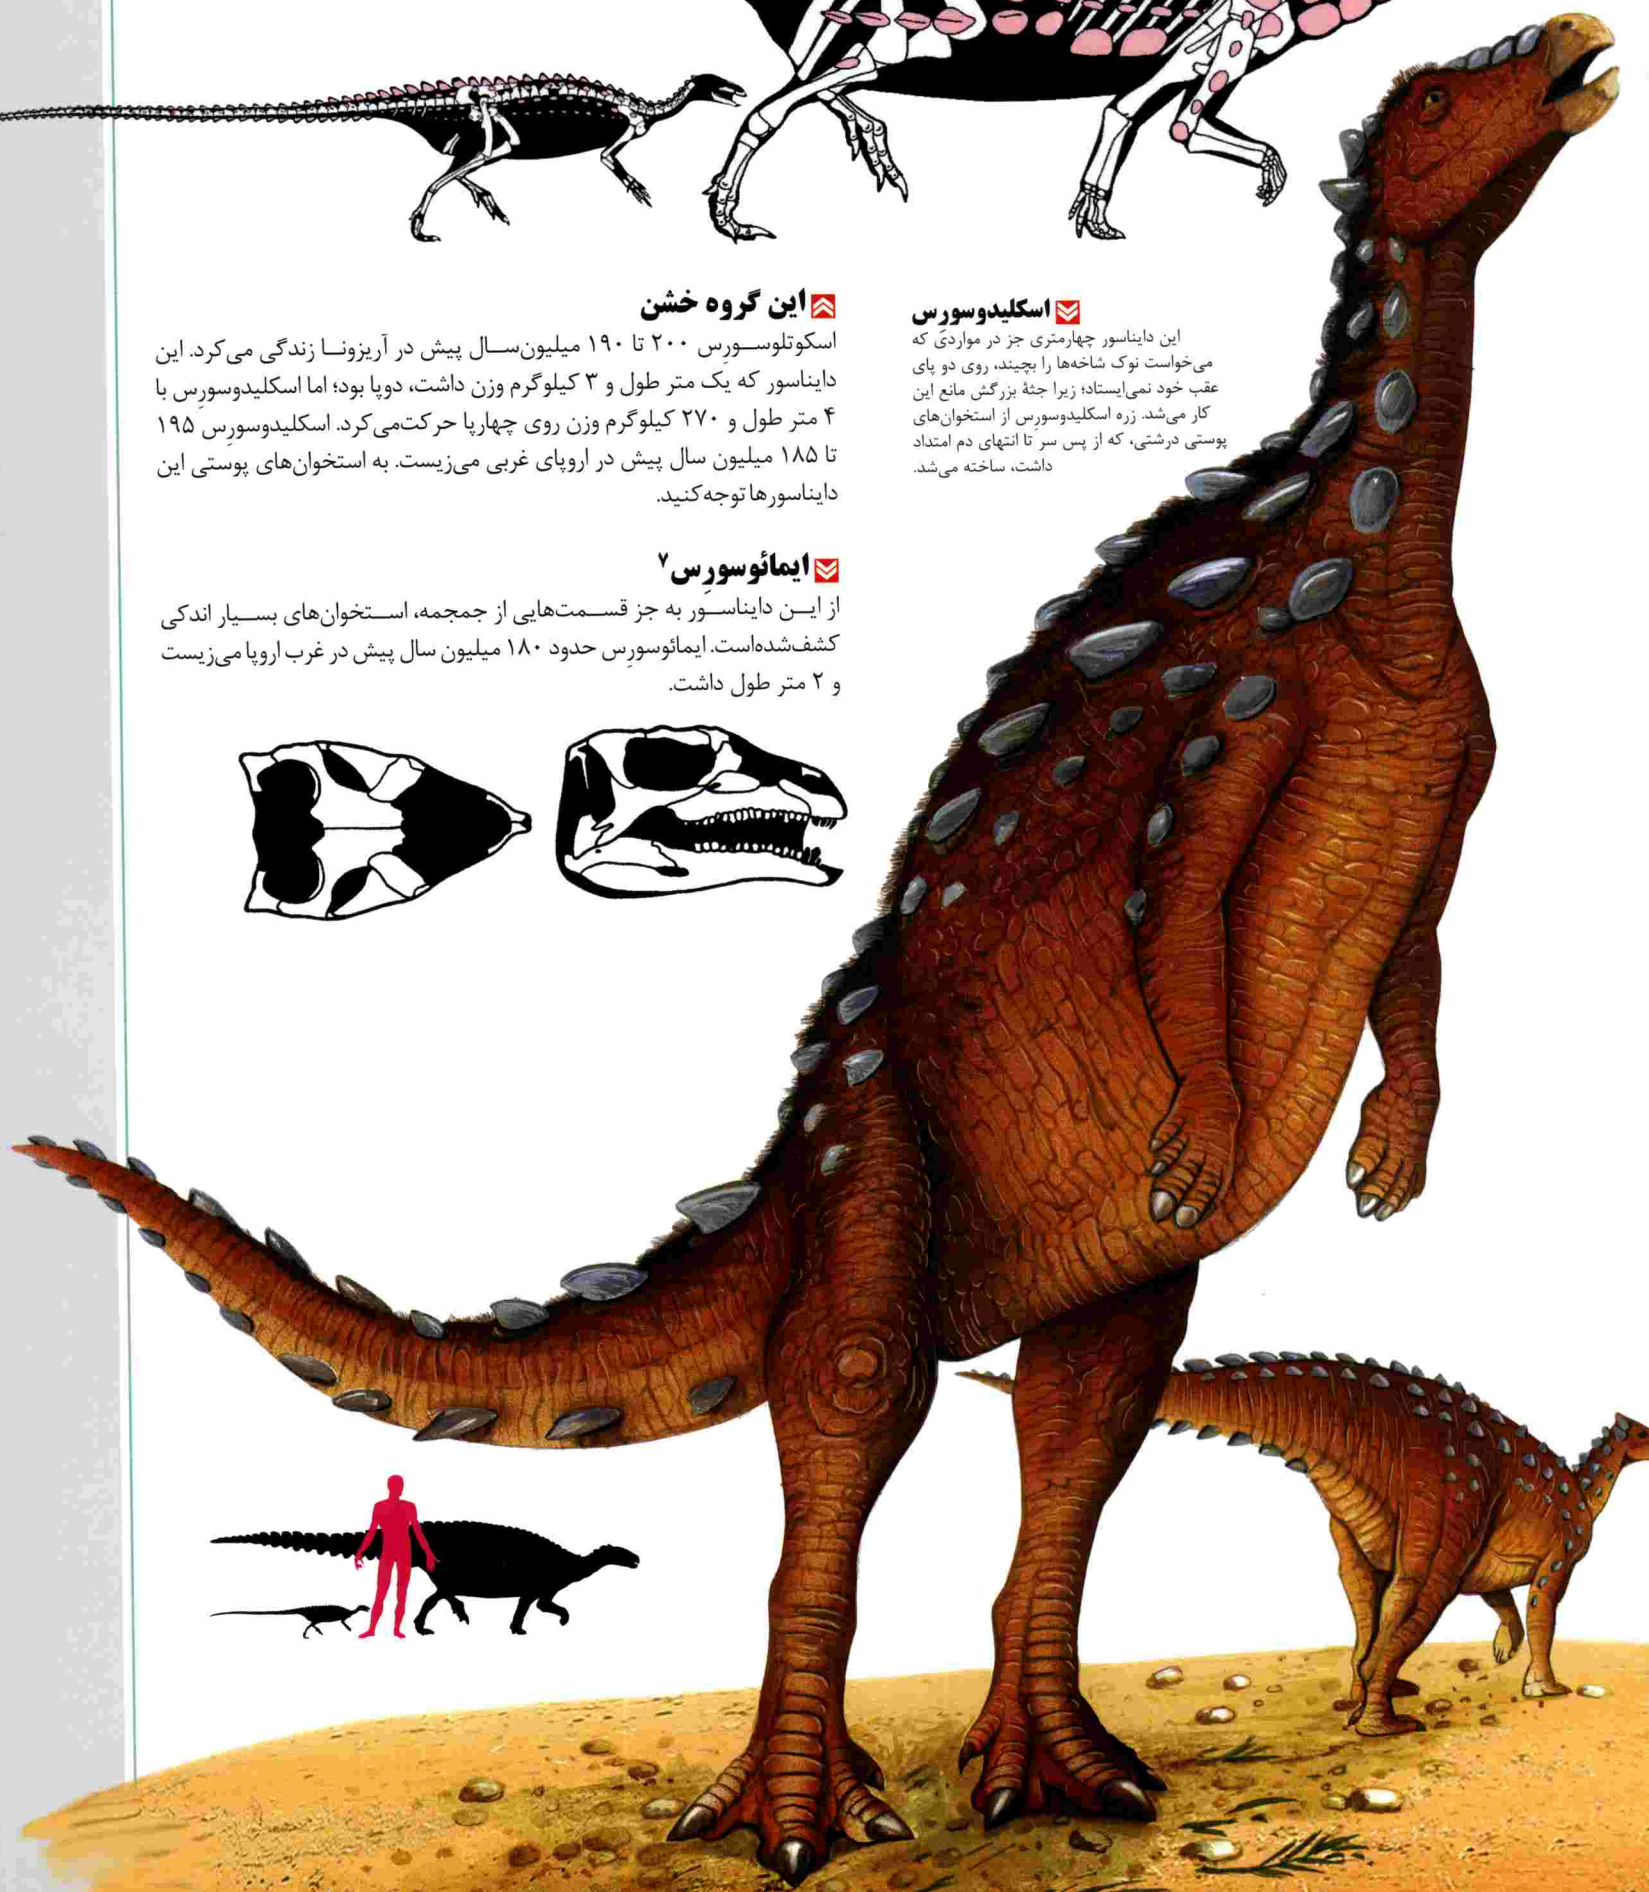 اسکلیدوسورِس
این دایناسور چهارمتری جز در مواردی که
می‌خواست نوک شاخه‌ها را بچیند، روی دو پای
عقب خود نمی‌ایستاد؛ زیرا جثهٔ بزرگش مانع این
کار می‌شد. زره اسکلیدوسورِس از استخوان‌های
پوستی درشتی، که از پس سر تا انتهای دم امتداد
داشت، ساخته می‌شد.
این گروه خشن
اسکوتلوسورِس ۲۰۰ تا ۱۹۰ میلیون‌سال پیش در آریزونا زندگی می‌کرد. این
دایناسور که یک متر طول و ۳ کیلوگرم وزن داشت، دوپا بود؛ اما اسکلیدوسورِس با
۴ متر طول و ۲۷۰ کیلوگرم وزن روی چهارپا حرکت‌می‌کرد. اسکلیدوسورِس ۱۹۵
تا ۱۸۵ میلیون سال پیش در اروپای غربی می‌زیست. به استخوان‌های پوستی این
دایناسورها توجه‌کنید.
ایمائوسورِس۷
از این دایناسور به جز قسمت‌هایی از جمجمه، استخوان‌های بسیار اندکی
کشف‌شده‌است. ایمائوسورِس حدود ۱۸۰ میلیون سال پیش در غرب اروپا می‌زیست
و ۲ متر طول داشت.